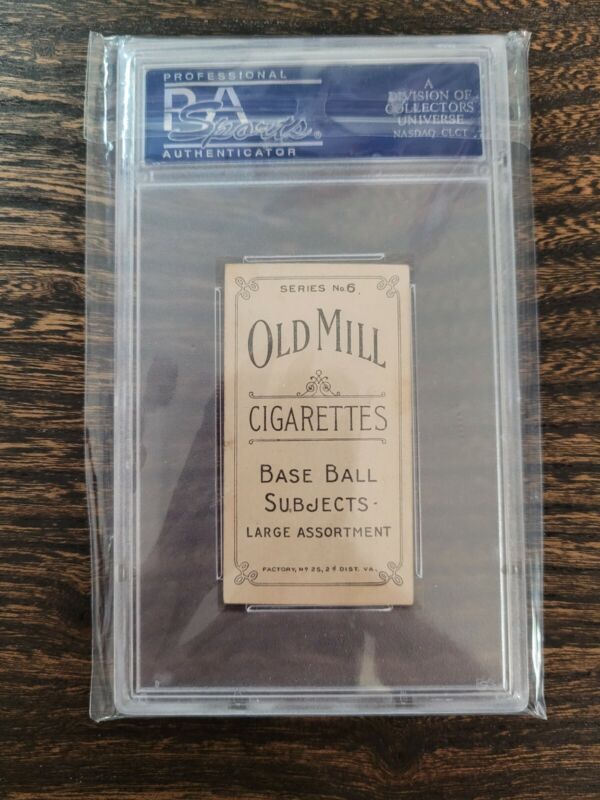 PROFESSIONAL
PSA
Sports®
AUTHENTICATOR
A
DIVISION OF
COLLECTORS
UNIVERSE
NASDAQ CLCT
SERIES No. 6.
OLD MILL
CIGARETTES
BASE BALL
SUBJECTS-
LARGE ASSORTMENT
FACTORY, Nº 25, 2d DIST. VA.